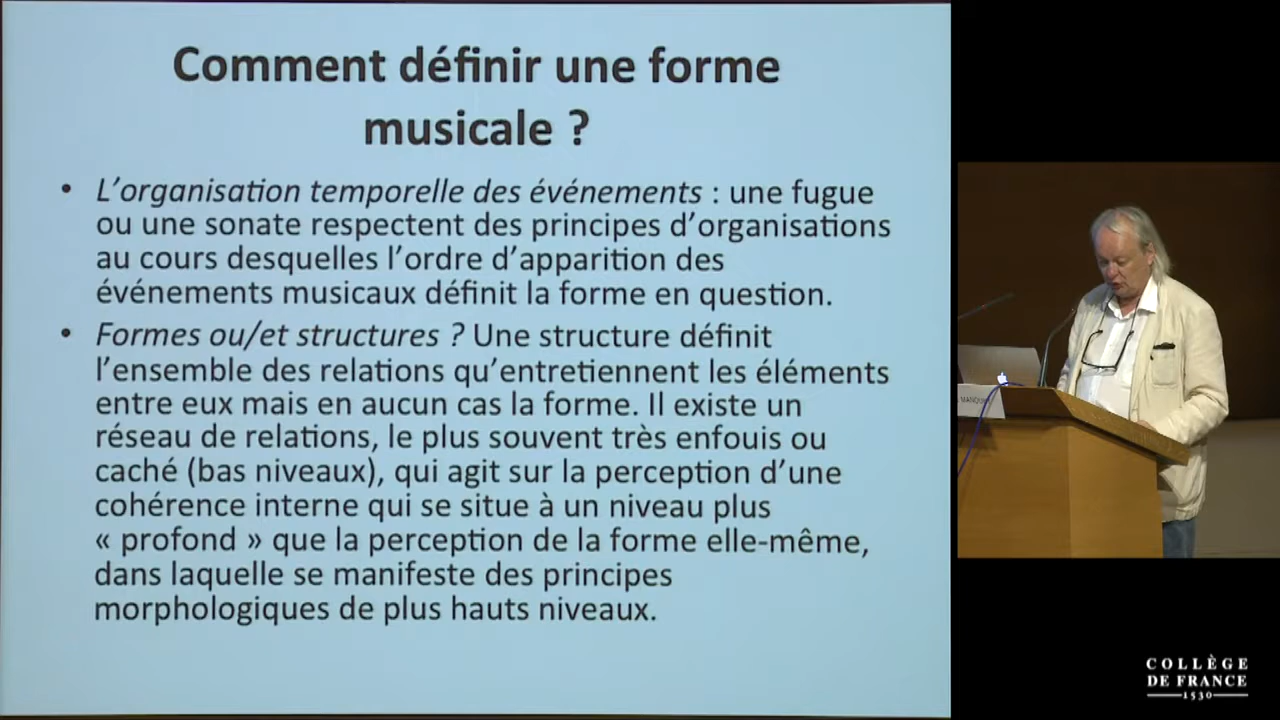 Comment définir une forme
musicale ?
• L’organisation temporelle des événements : une fugue
ou une sonate respectent des principes d’organisations
au cours desquelles l’ordre d’apparition des
événements musicaux définit la forme en question.
• Formes ou/et structures ? Une structure définit
l’ensemble des relations qu’entretiennent les éléments
entre eux mais en aucun cas la forme. Il existe un
réseau de relations, le plus souvent très enfouis ou
caché (bas niveaux), qui agit sur la perception d’une
cohérence interne qui se situe à un niveau plus
« profond » que la perception de la forme elle-même,
dans laquelle se manifeste des principes
morphologiques de plus hauts niveaux.
COLLÈGE
DE FRANCE
1530